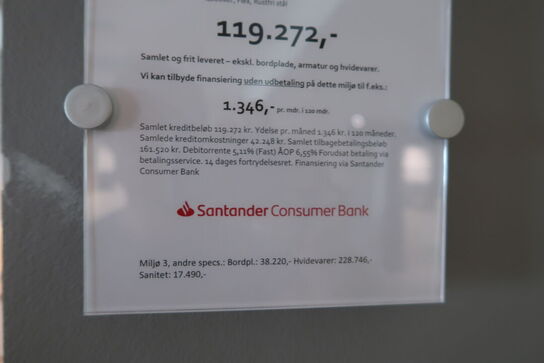 Rustfri stål
119.272,-
Samlet og frit leveret – ekskl. bordplade, armatur og hvidevarer.
Vi kan tilbyde finansiering uden udbetaling på dette miljø til f.eks.:
1.346,- pr. mdr. i 120 mdr.
Samlet kreditbeløb 119.272 kr. Ydelse pr. måned 1.346 kr. i 120 måneder.
Samlede kreditomkostninger 42.248 kr. Samlet tilbagebetalingsbeløb
161.520 kr. Debitorrente 5,11% (Fast) ÅOP 6,55% Forudsat betaling via
betalingsservice. 14 dages fortrydelsesret. Finansiering via Santander
Consumer Bank
Santander Consumer Bank
Miljø 3, andre specs.: Bordpl.: 38.220,- Hvidevarer: 228.746,-
Sanitet: 17.490,-